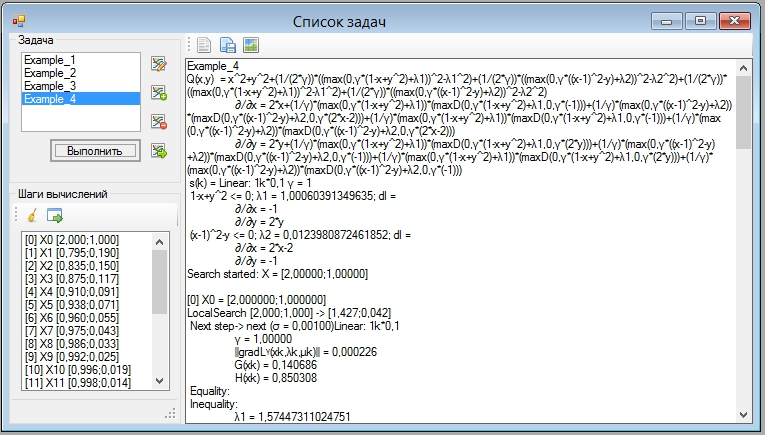 Список задач
Задача
Example_1
Example_2
Example_3
Example_4
Выполнить
Шаги вычислений
[0] X0 [2,000;1,000]
[1] X1 [0,795;0,190]
[2] X2 [0,835;0,150]
[3] X3 [0,875;0,117]
[4] X4 [0,910;0,091]
[5] X5 [0,938;0,071]
[6] X6 [0,960;0,055]
[7] X7 [0,975;0,043]
[8] X8 [0,986;0,033]
[9] X9 [0,992;0,025]
[10] X10 [0,996;0,019]
[11] X11 [0,998;0,014]
Example_4
Q(x,y) = x^2+y^2+(1/(2*γ))*((max(0,γ*(1-x+y^2)+λ1))^2-λ1^2)+(1/(2*γ))*((max(0,γ*((x-1)^2-y)+λ2))^2-λ2^2)+(1/(2*γ))*
((max(0,γ*(1-x+y^2)+λ1))^2-λ1^2)+(1/(2*γ))*((max(0,γ*((x-1)^2-y)+λ2))^2-λ2^2)
∂/∂x = 2*x+(1/γ)*(max(0,γ*(1-x+y^2)+λ1))*(maxD(0,γ*(1-x+y^2)+λ1,0,γ*(-1)))+(1/γ)*(max(0,γ*((x-1)^2-y)+λ2))
*(maxD(0,γ*((x-1)^2-y)+λ2,0,γ*(2*x-2)))+(1/γ)*(max(0,γ*(1-x+y^2)+λ1))*(maxD(0,γ*(1-x+y^2)+λ1,0,γ*(-1)))+(1/γ)*(max
(0,γ*((x-1)^2-y)+λ2))*(maxD(0,γ*((x-1)^2-y)+λ2,0,γ*(2*x-2)))
∂/∂y = 2*y+(1/γ)*(max(0,γ*(1-x+y^2)+λ1))*(maxD(0,γ*(1-x+y^2)+λ1,0,γ*(2*y)))+(1/γ)*(max(0,γ*((x-1)^2-y)
+λ2))*(maxD(0,γ*((x-1)^2-y)+λ2,0,γ*(-1)))+(1/γ)*(max(0,γ*(1-x+y^2)+λ1))*(maxD(0,γ*(1-x+y^2)+λ1,0,γ*(2*y)))+(1/γ)*
(max(0,γ*((x-1)^2-y)+λ2))*(maxD(0,γ*((x-1)^2-y)+λ2,0,γ*(-1)))
s(k) = Linear: 1k*0,1 γ = 1
1-x+y^2 <= 0; λ1 = 1,00060391349635; dl =
∂/∂x = -1
∂/∂y = 2*y
(x-1)^2-y <= 0; λ2 = 0,0123980872461852; dl =
∂/∂x = 2*x-2
∂/∂y = -1
Search started: X = [2,00000;1,00000]
[0] X0 = [2,000000;1,000000]
LocalSearch [2,000;1,000] -> [1,427;0,042]
Next step-> next (σ = 0,00100)Linear: 1k*0,1
γ = 1,00000
||gradLᵞ(xk,λk,μk)|| = 0,000226
G(xk) = 0,140686
H(xk) = 0,850308
Equality:
Inequality:
λ1 = 1,57447311024751